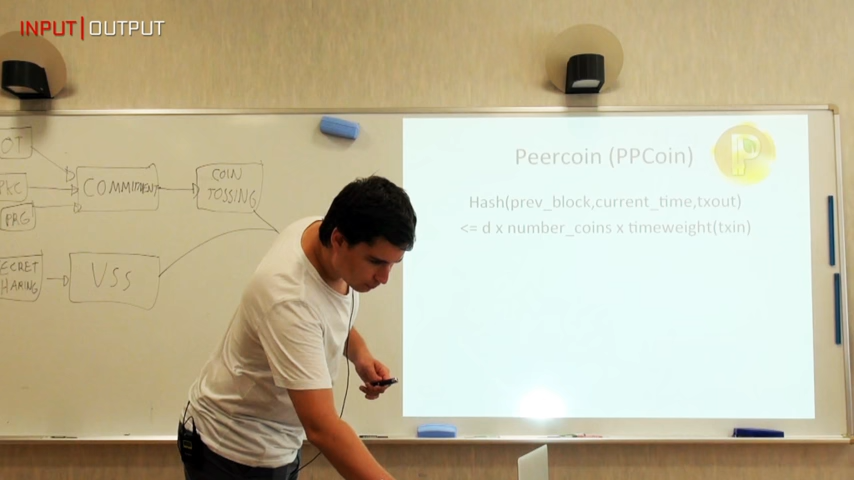 INPUT|OUTPUT
Peercoin (PPCoin)
Hash(prev_block,current_time,txout)
<= d x number_coins x timeweight(txin)
OT
PKC
PRG
COMMITMENT
COIN
TOSSING
ECRET
HARING
VSS